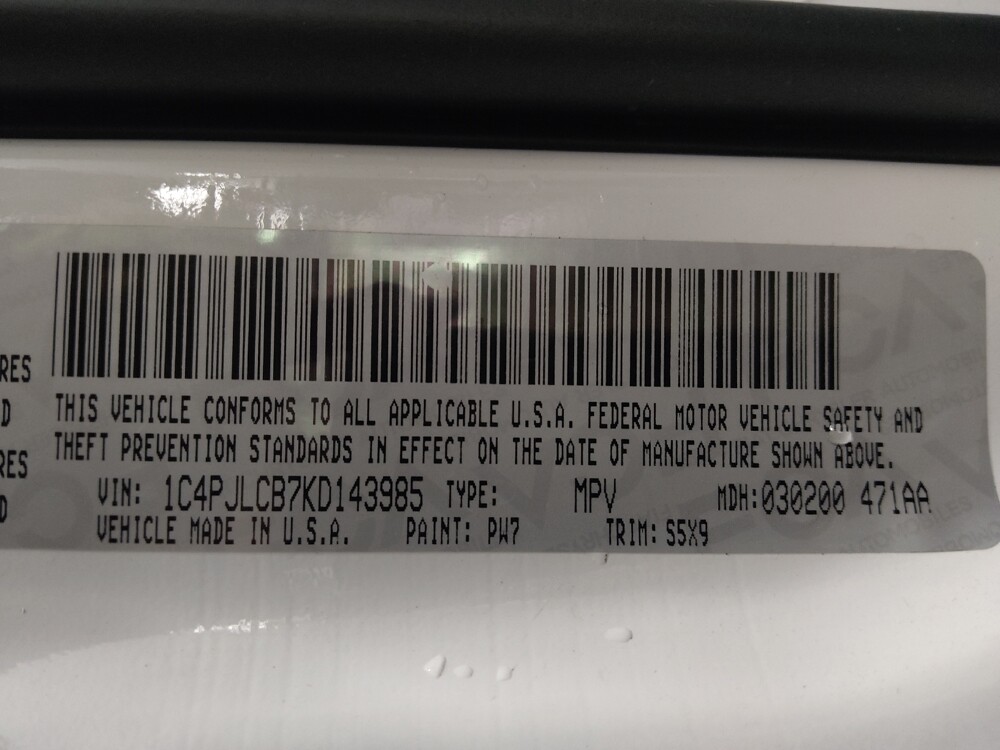 RES
D
RES
D
THIS VEHICLE CONFORMS TO ALL APPLICABLE U.S.A. FEDERAL MOTOR VEHICLE SAFETY AND
THEFT PREVENTION STANDARDS IN EFFECT ON THE DATE OF MANUFACTURE SHOWN ABOVE.
VIN: 1C4PJLCB7KD143985 TYPE: MPV MDH:030200 471AA
VEHICLE MADE IN U.S.A. PAINT: PW7 TRIM: S5X9